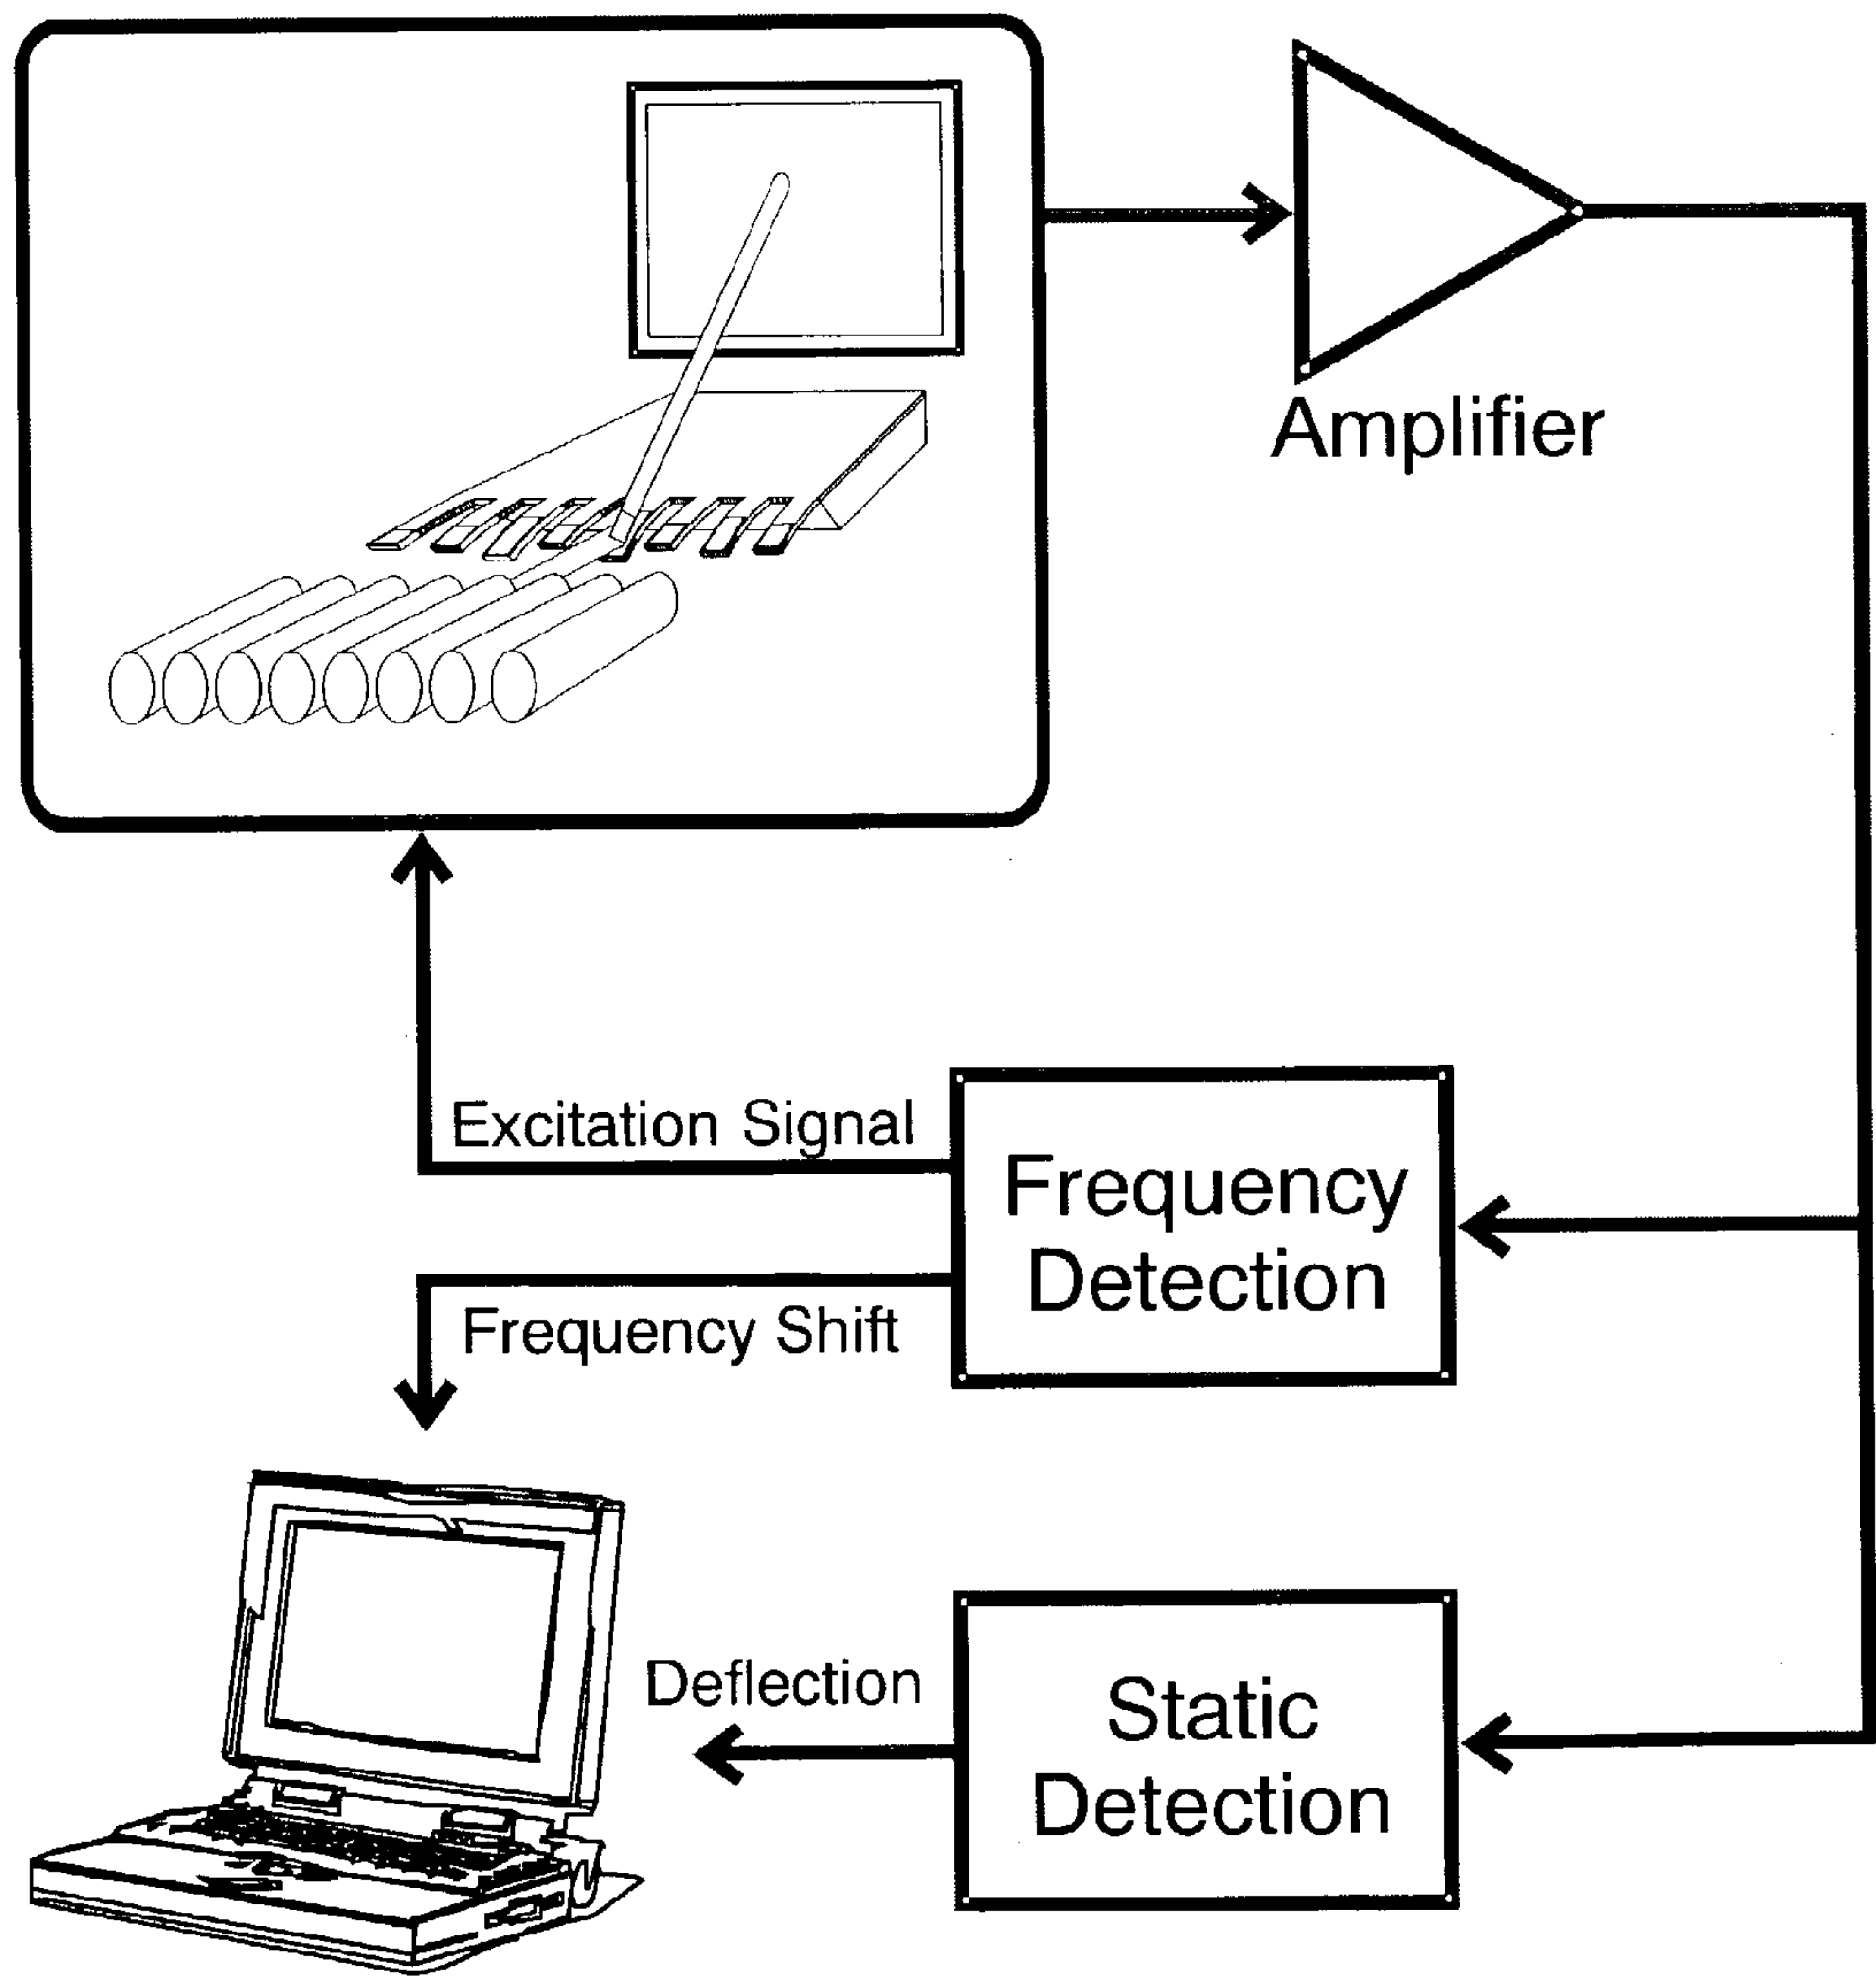 Amplifier
Excitation Signal
Frequency
Detection
Frequency Shift
Deflection
Static
Detection